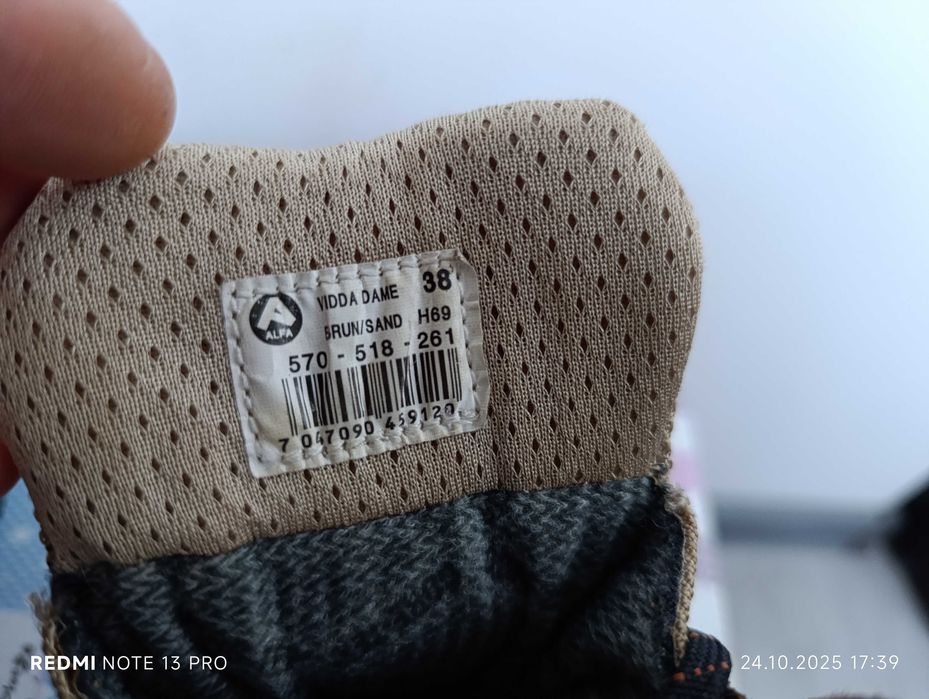 VIDDA DAME 38
ALFA BRUN/SAND H69
570 - 518 - 261
7 047090 459120
REDMI NOTE 13 PRO
24.10.2025 17:39